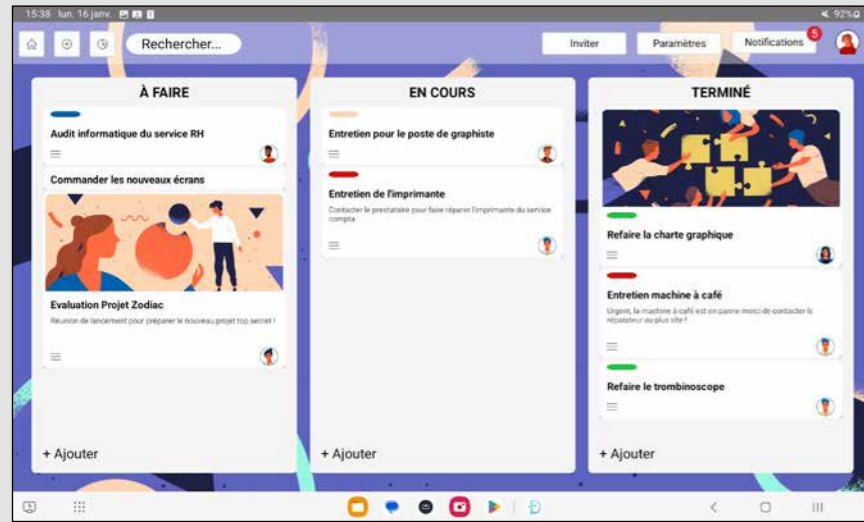 15:38 lun. 16 janv.
92%
Rechercher...
Inviter
Paramètres
Notifications
5
À FAIRE
Audit informatique du service RH
Commander les nouveaux écrans
Evaluation Projet Zodiac
Réunion de lancement pour préparer le nouveau projet top secret !
+ Ajouter
EN COURS
Entretien pour le poste de graphiste
Entretien de l'imprimante
Contacter le prestataire pour faire réparer l'imprimante du service
compta
+ Ajouter
TERMINÉ
Refaire la charte graphique
Entretien machine à café
Urgent, la machine à café est en panne merci de contacter le
réparateur au plus vite !
Refaire le trombinoscope
+ Ajouter